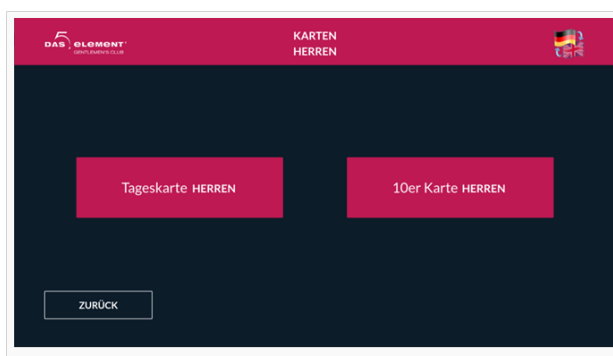 DAS 5 ELEMENT
GENTLEMEN'S CLUB
KARTEN
HERREN
Tageskarte HERREN
10er Karte HERREN
ZURÜCK